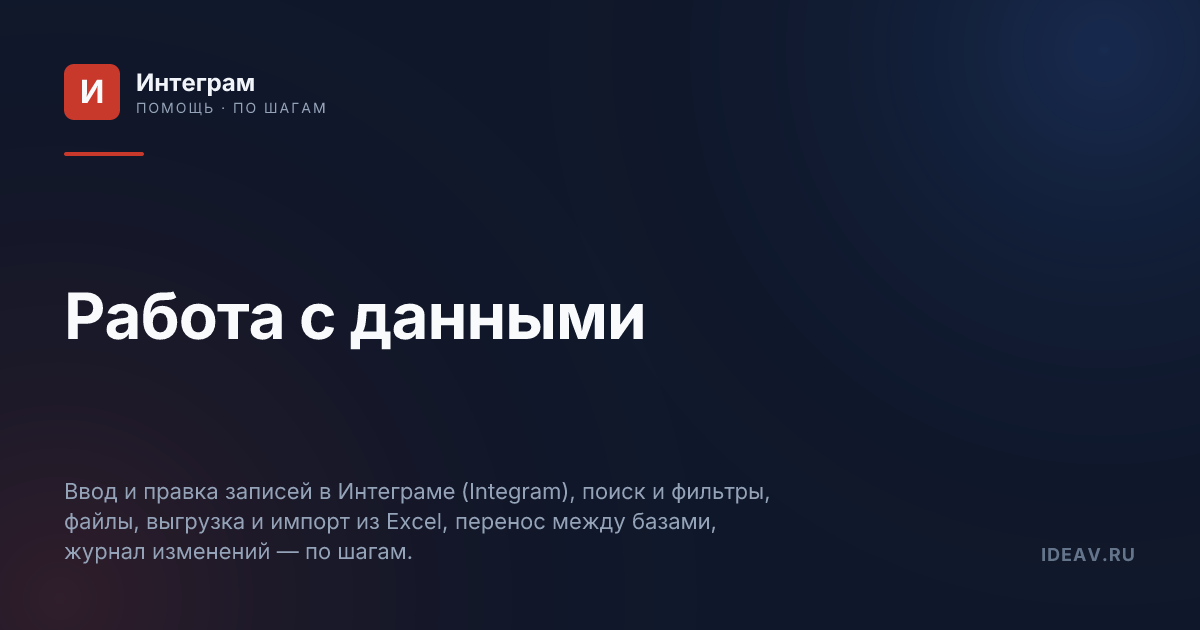 И
Интеграм
ПОМОЩЬ · ПО ШАГАМ
Работа с данными
Ввод и правка записей в Интеграме (Integram), поиск и фильтры,
файлы, выгрузка и импорт из Excel, перенос между базами,
журнал изменений — по шагам.
IDEAV.RU